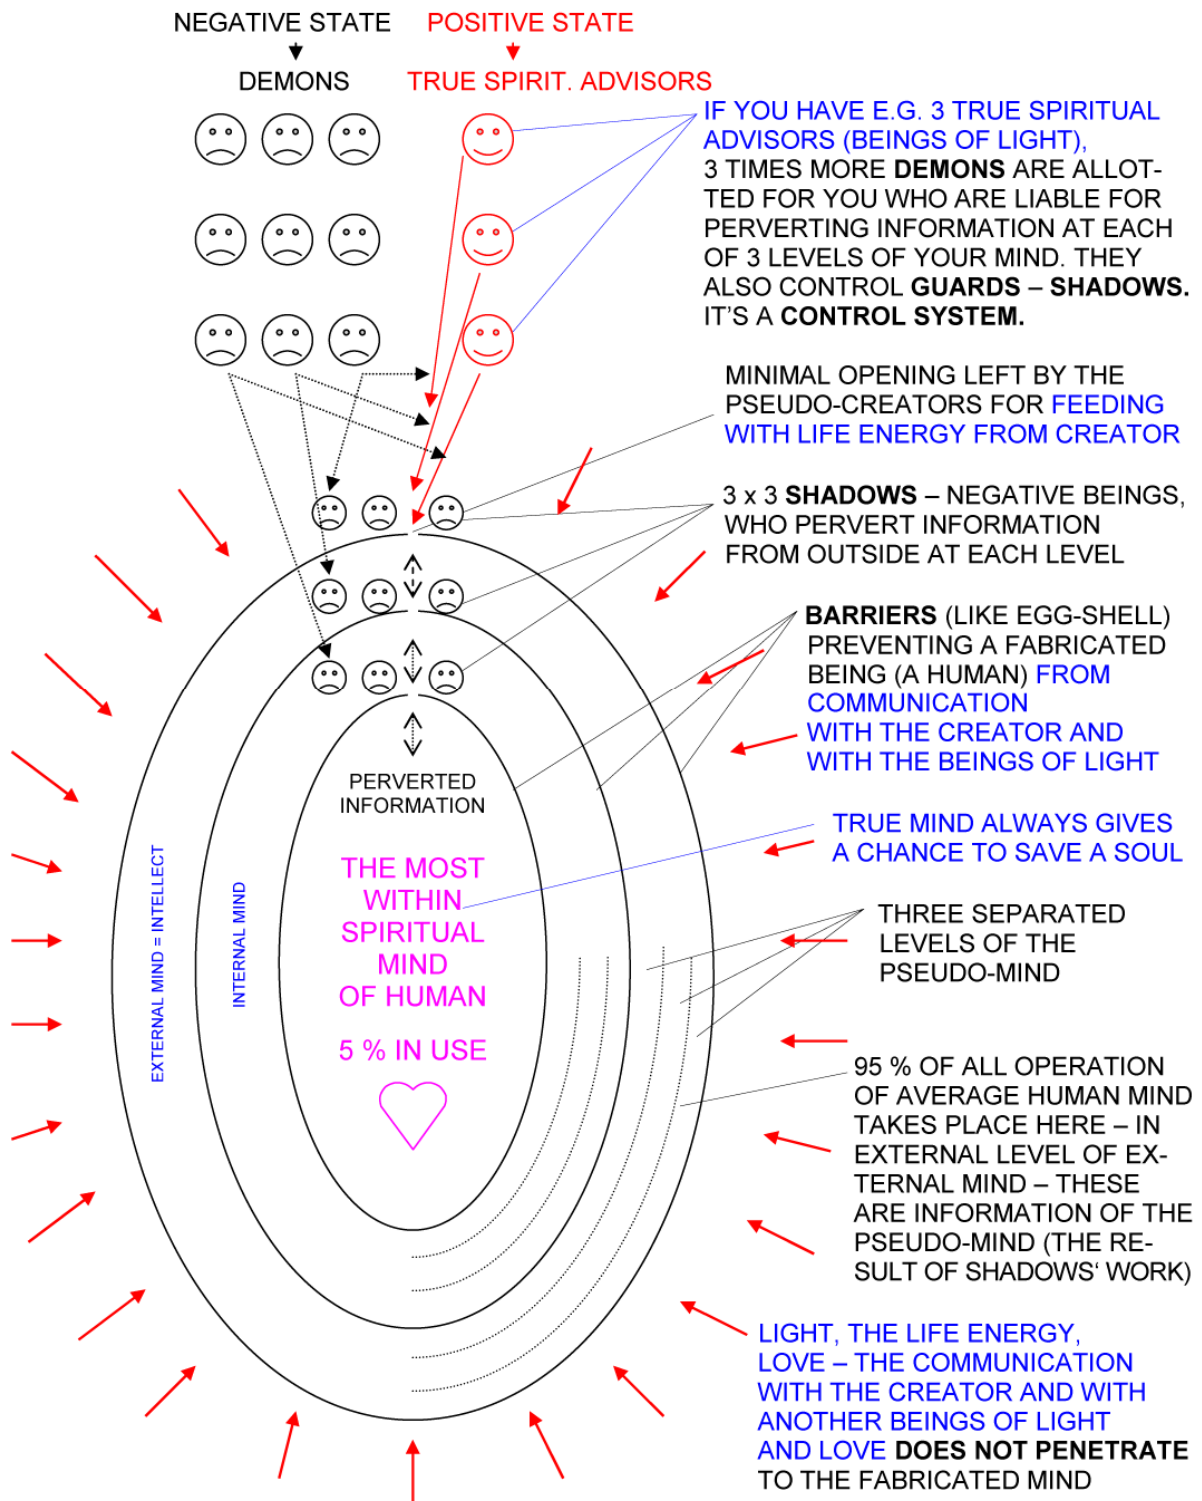 NEGATIVE STATE
POSITIVE STATE
DEMONS
TRUE SPIRIT. ADVISORS
IF YOU HAVE E.G. 3 TRUE SPIRITUAL
ADVISORS (BEINGS OF LIGHT),
3 TIMES MORE DEMONS ARE ALLOT-
TED FOR YOU WHO ARE LIABLE FOR
PERVERTING INFORMATION AT EACH
OF 3 LEVELS OF YOUR MIND. THEY
ALSO CONTROL GUARDS – SHADOWS.
IT'S A CONTROL SYSTEM.
MINIMAL OPENING LEFT BY THE
PSEUDO-CREATORS FOR FEEDING
WITH LIFE ENERGY FROM CREATOR
3 x 3 SHADOWS – NEGATIVE BEINGS,
WHO PERVERT INFORMATION
FROM OUTSIDE AT EACH LEVEL
BARRIERS (LIKE EGG-SHELL)
PREVENTING A FABRICATED
BEING (A HUMAN) FROM
COMMUNICATION
WITH THE CREATOR AND
WITH THE BEINGS OF LIGHT
PERVERTED
INFORMATION
TRUE MIND ALWAYS GIVES
A CHANCE TO SAVE A SOUL
THE MOST
WITHIN
SPIRITUAL
MIND
OF HUMAN
5 % IN USE
EXTERNAL MIND = INTELLECT
INTERNAL MIND
THREE SEPARATED
LEVELS OF THE
PSEUDO-MIND
95 % OF ALL OPERATION
OF AVERAGE HUMAN MIND
TAKES PLACE HERE – IN
EXTERNAL LEVEL OF EX-
TERNAL MIND – THESE
ARE INFORMATION OF THE
PSEUDO-MIND (THE RE-
SULT OF SHADOWS‘ WORK)
LIGHT, THE LIFE ENERGY,
LOVE – THE COMMUNICATION
WITH THE CREATOR AND WITH
ANOTHER BEINGS OF LIGHT
AND LOVE DOES NOT PENETRATE
TO THE FABRICATED MIND